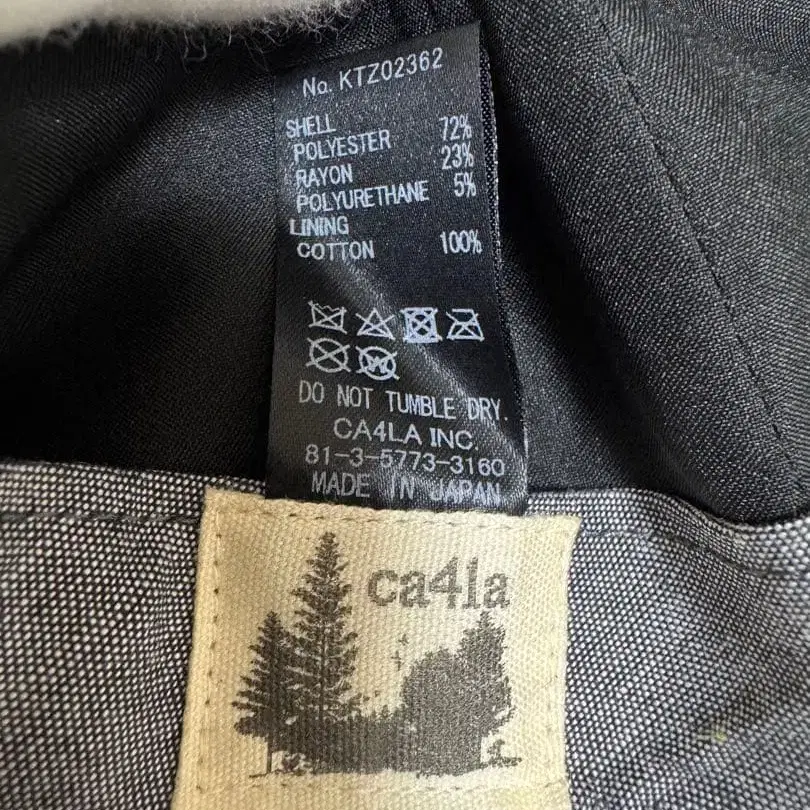 No. KTZ02362
SHELL
POLYESTER 72%
RAYON 23%
POLYURETHANE 5%
LINING
COTTON 100%
W
DO NOT TUMBLE DRY.
CA4LA INC.
81-3-5773-3160
MADE IN JAPAN
ca4la